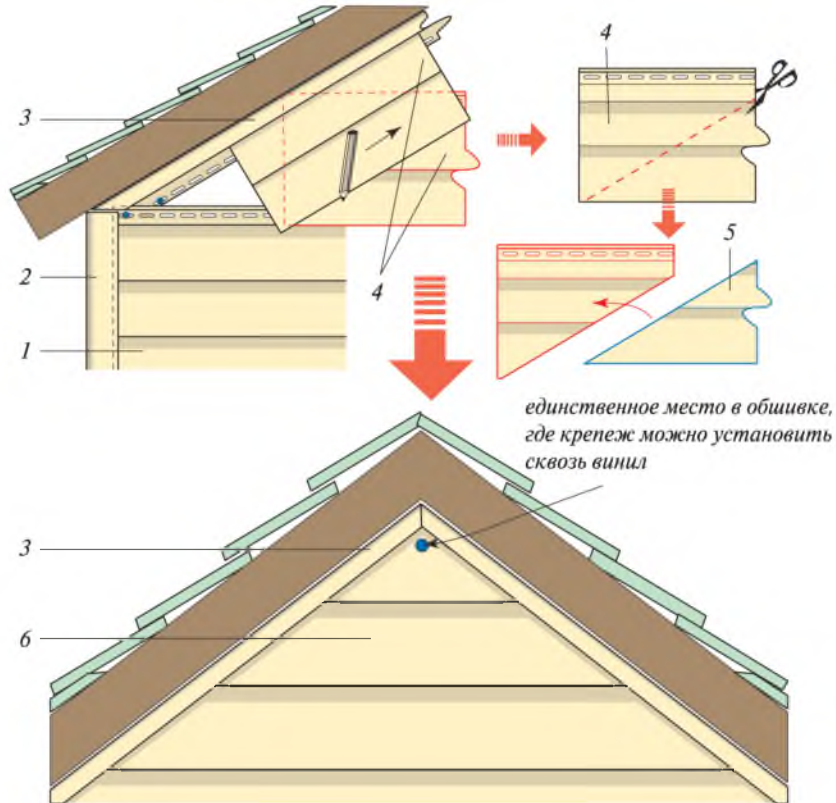 4
3
5
2
4
1
единственное место в обшивке,
где крепеж можно установить
сквозь винил
3
6